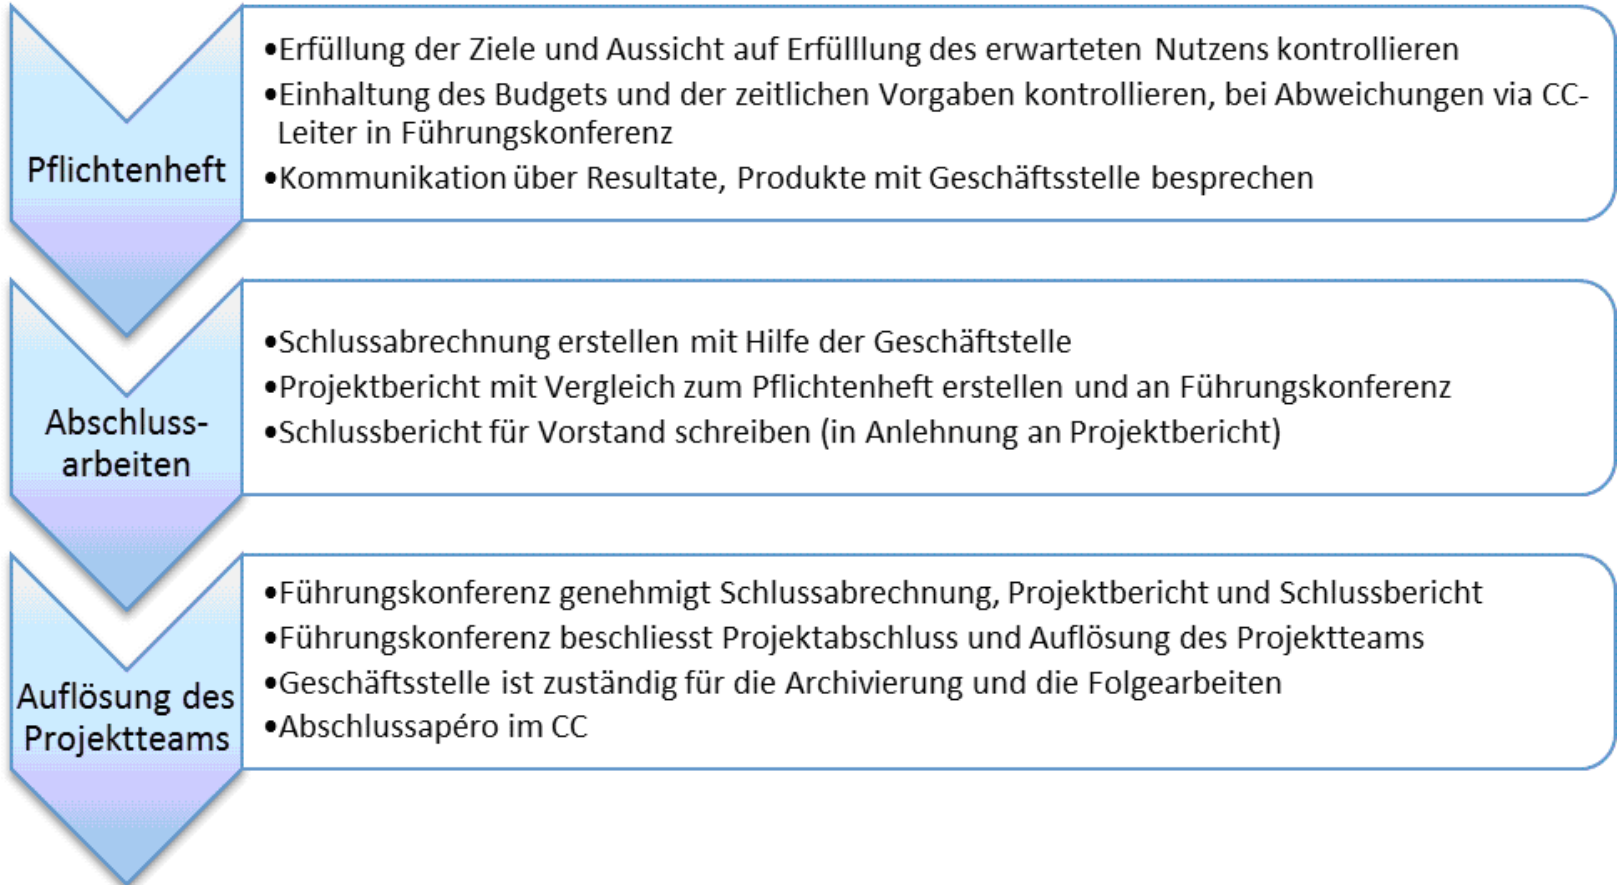 Pflichtenheft
•Erfüllung der Ziele und Aussicht auf Erfülllung des erwarteten Nutzens kontrollieren
•Einhaltung des Budgets und der zeitlichen Vorgaben kontrollieren, bei Abweichungen via CC-
Leiter in Führungskonferenz
•Kommunikation über Resultate, Produkte mit Geschäftsstelle besprechen
Abschluss-
arbeiten
•Schlussabrechnung erstellen mit Hilfe der Geschäftstelle
•Projektbericht mit Vergleich zum Pflichtenheft erstellen und an Führungskonferenz
•Schlussbericht für Vorstand schreiben (in Anlehnung an Projektbericht)
Auflösung des
Projektteams
•Führungskonferenz genehmigt Schlussabrechnung, Projektbericht und Schlussbericht
•Führungskonferenz beschliesst Projektabschluss und Auflösung des Projektteams
•Geschäftsstelle ist zuständig für die Archivierung und die Folgearbeiten
•Abschlussapéro im CC